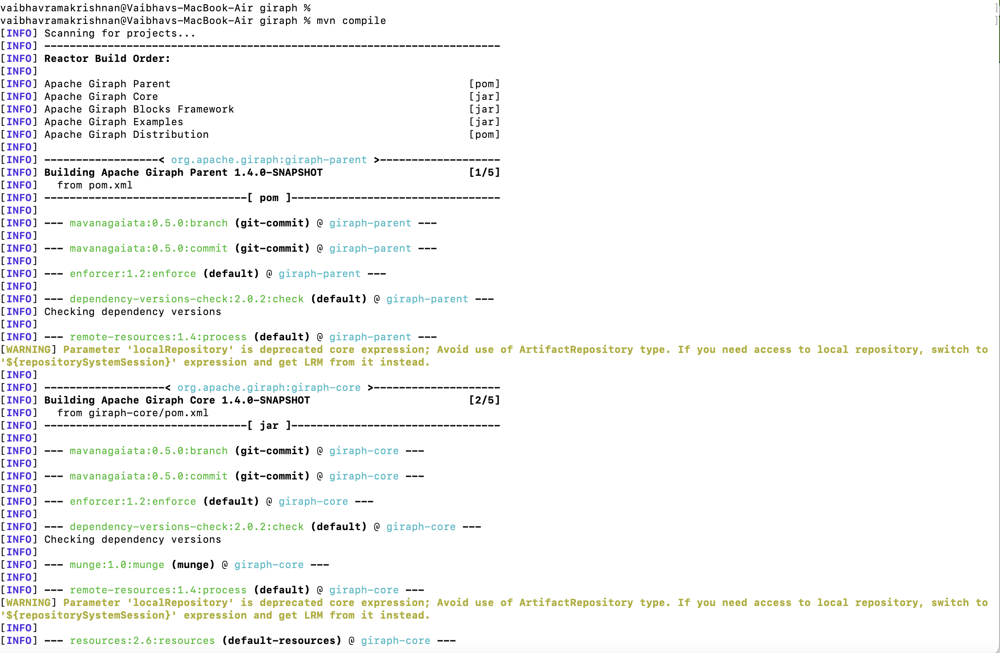 vaibhavramakrishnan@Vaibhavs-MacBook-Air giraph % ]
vaibhavramakrishnan@Vaibhavs-MacBook-Air giraph % mvn compile ]
[INFO] Scanning for projects...
[INFO] ------------------------------------------------------------------------
[INFO] Reactor Build Order:
[INFO]
[INFO] Apache Giraph Parent                                               [pom]
[INFO] Apache Giraph Core                                                 [jar]
[INFO] Apache Giraph Blocks Framework                                     [jar]
[INFO] Apache Giraph Examples                                             [jar]
[INFO] Apache Giraph Distribution                                         [pom]
[INFO]
[INFO] ------------------< org.apache.giraph:giraph-parent >-------------------
[INFO] Building Apache Giraph Parent 1.4.0-SNAPSHOT                       [1/5]
[INFO]   from pom.xml
[INFO] --------------------------------[ pom ]---------------------------------
[INFO]
[INFO] --- mavanagaiata:0.5.0:branch (git-commit) @ giraph-parent ---
[INFO]
[INFO] --- mavanagaiata:0.5.0:commit (git-commit) @ giraph-parent ---
[INFO]
[INFO] --- enforcer:1.2:enforce (default) @ giraph-parent ---
[INFO]
[INFO] --- dependency-versions-check:2.0.2:check (default) @ giraph-parent ---
[INFO] Checking dependency versions
[INFO]
[INFO] --- remote-resources:1.4:process (default) @ giraph-parent ---
[WARNING] Parameter 'localRepository' is deprecated core expression; Avoid use of ArtifactRepository type. If you need access to local repository, switch to
'${repositorySystemSession}' expression and get LRM from it instead.
[INFO]
[INFO] -------------------< org.apache.giraph:giraph-core >--------------------
[INFO] Building Apache Giraph Core 1.4.0-SNAPSHOT                         [2/5]
[INFO]   from giraph-core/pom.xml
[INFO] --------------------------------[ jar ]---------------------------------
[INFO]
[INFO] --- mavanagaiata:0.5.0:branch (git-commit) @ giraph-core ---
[INFO]
[INFO] --- mavanagaiata:0.5.0:commit (git-commit) @ giraph-core ---
[INFO]
[INFO] --- enforcer:1.2:enforce (default) @ giraph-core ---
[INFO]
[INFO] --- dependency-versions-check:2.0.2:check (default) @ giraph-core ---
[INFO] Checking dependency versions
[INFO]
[INFO] --- munge:1.0:munge (munge) @ giraph-core ---
[INFO]
[INFO] --- remote-resources:1.4:process (default) @ giraph-core ---
[WARNING] Parameter 'localRepository' is deprecated core expression; Avoid use of ArtifactRepository type. If you need access to local repository, switch to
'${repositorySystemSession}' expression and get LRM from it instead.
[INFO]
[INFO] --- resources:2.6:resources (default-resources) @ giraph-core ---